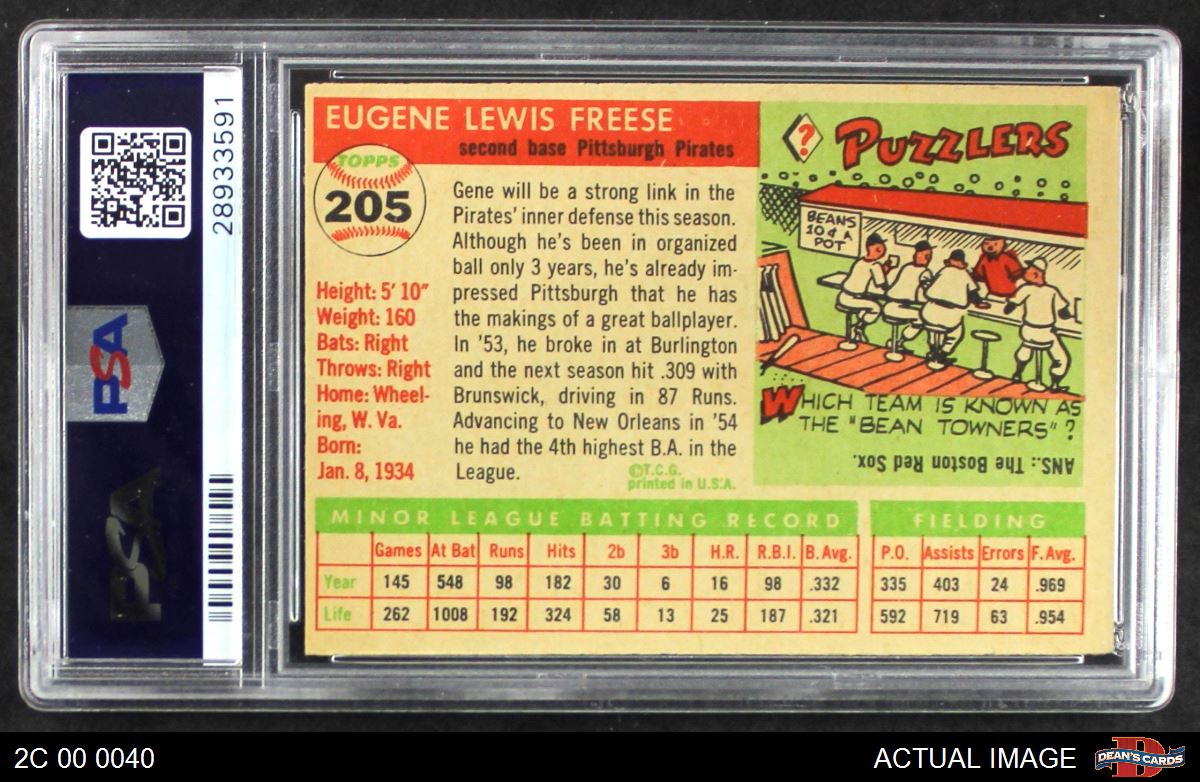 28933591
PSA
PSA
EUGENE LEWIS FREESE
second base Pittsburgh Pirates
TOPPS
205
Height: 5' 10"
Weight: 160
Bats: Right
Throws: Right
Home: Wheel-
ing, W. Va.
Born:
Jan. 8, 1934
Gene will be a strong link in the
Pirates' inner defense this season.
Although he's been in organized
ball only 3 years, he's already im-
pressed Pittsburgh that he has
the makings of a great ballplayer.
In '53, he broke in at Burlington
and the next season hit .309 with
Brunswick, driving in 87 Runs.
Advancing to New Orleans in '54
he had the 4th highest B.A. in the
League.
©T.C.G.
printed in U.S.A.
? PUZZLERS
BEANS
10¢ A
POT
WHICH TEAM IS KNOWN AS
THE "BEAN TOWNERS"?
ANS.: The Boston Red Sox.
MINOR LEAGUE BATTING RECORD
Games At Bat Runs Hits 2b 3b H.R. R.B.I. B. Avg.
Year 145 548 98 182 30 6 16 98 .332
Life 262 1008 192 324 58 13 25 187 .321
FIELDING
P.O. Assists Errors F. Avg.
335 403 24 .969
592 719 63 .954
2C 00 0040
ACTUAL IMAGE
D
DEAN'S CARDS